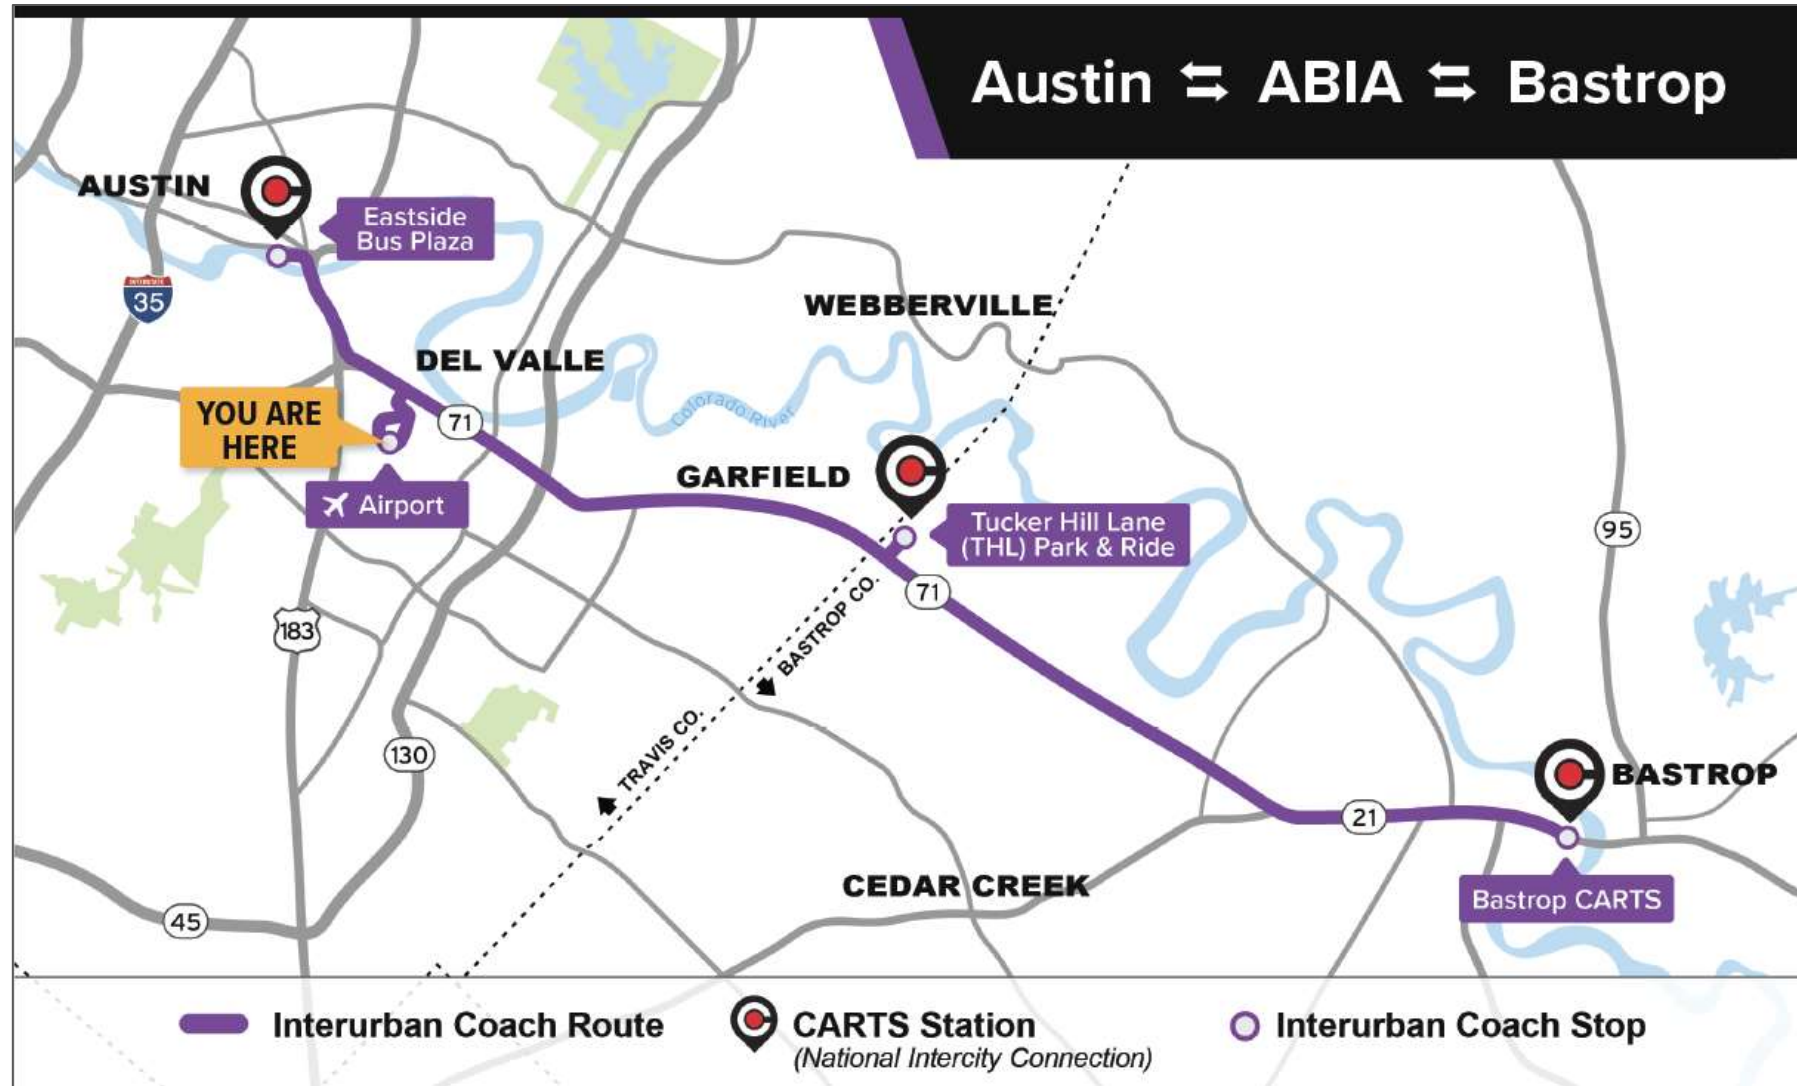 Austin ⇆ ABIA ⇆ Bastrop
AUSTIN
Eastside
Bus Plaza
INTERSTATE
35
WEBBERVILLE
DEL VALLE
YOU ARE
HERE
71
Colorado River
GARFIELD
Airport
Tucker Hill Lane
(THL) Park & Ride
95
71
BASTROP CO.
183
TRAVIS CO.
130
BASTROP
21
CEDAR CREEK
Bastrop CARTS
45
Interurban Coach Route
CARTS Station
(National Intercity Connection)
Interurban Coach Stop